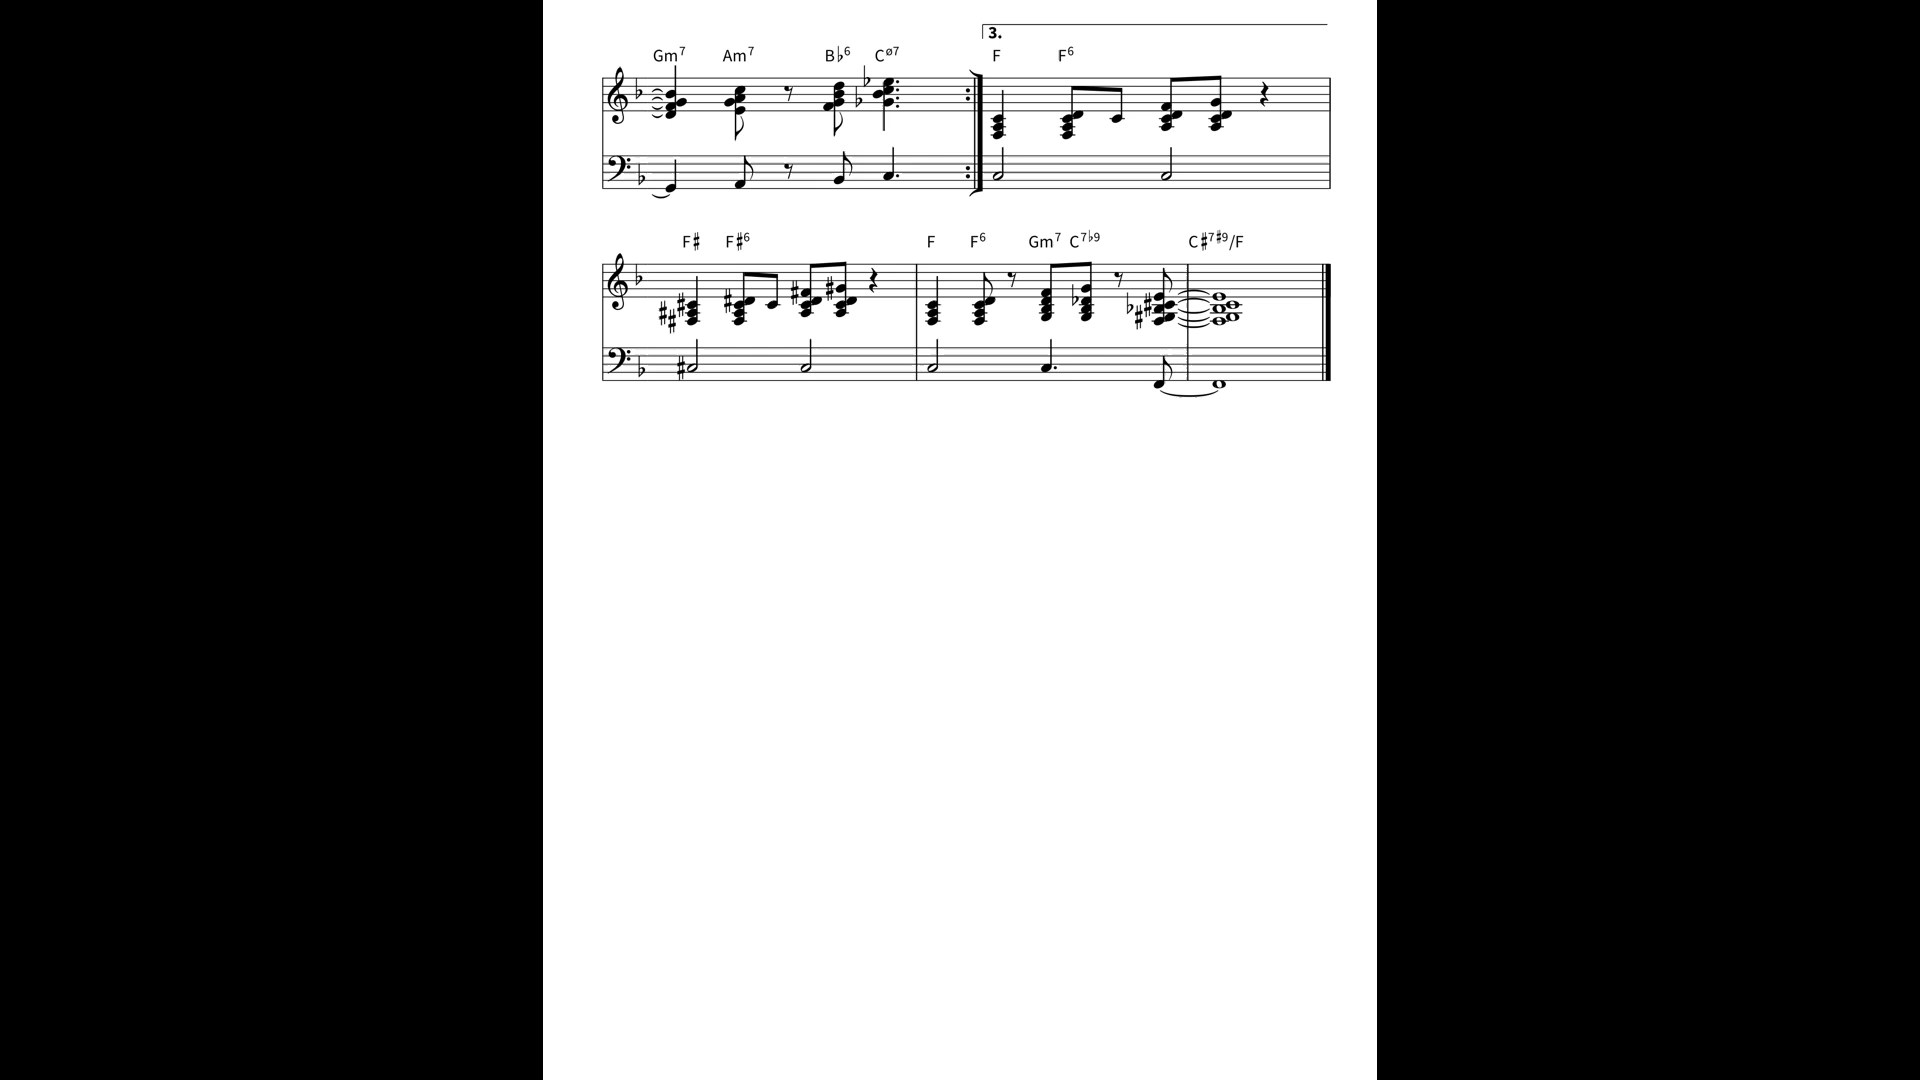 3.
Gm7 Am7 B♭6 Cø7 F F6
F♯ F♯6 F F6 Gm7 C7♭9 C♯7♯9/F